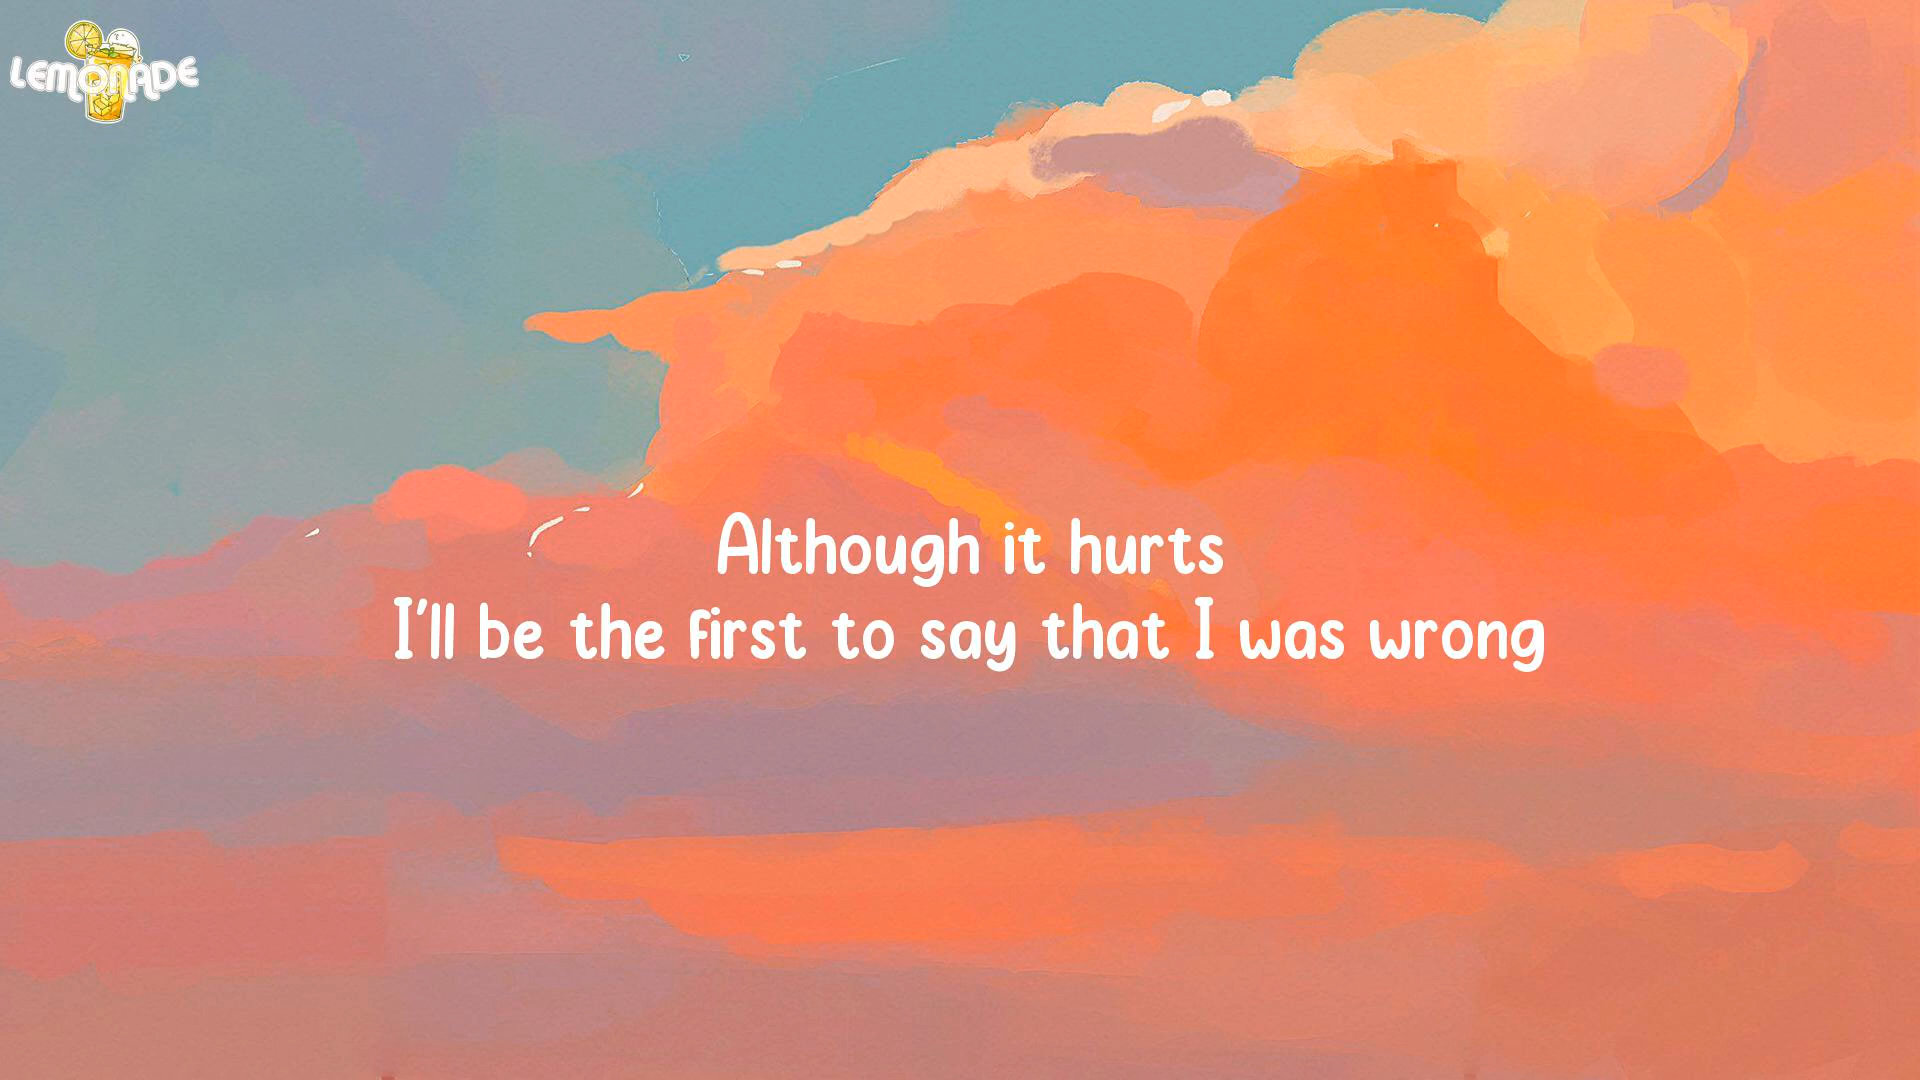 LEMONADE
Although it hurts
I'll be the first to say that I was wrong